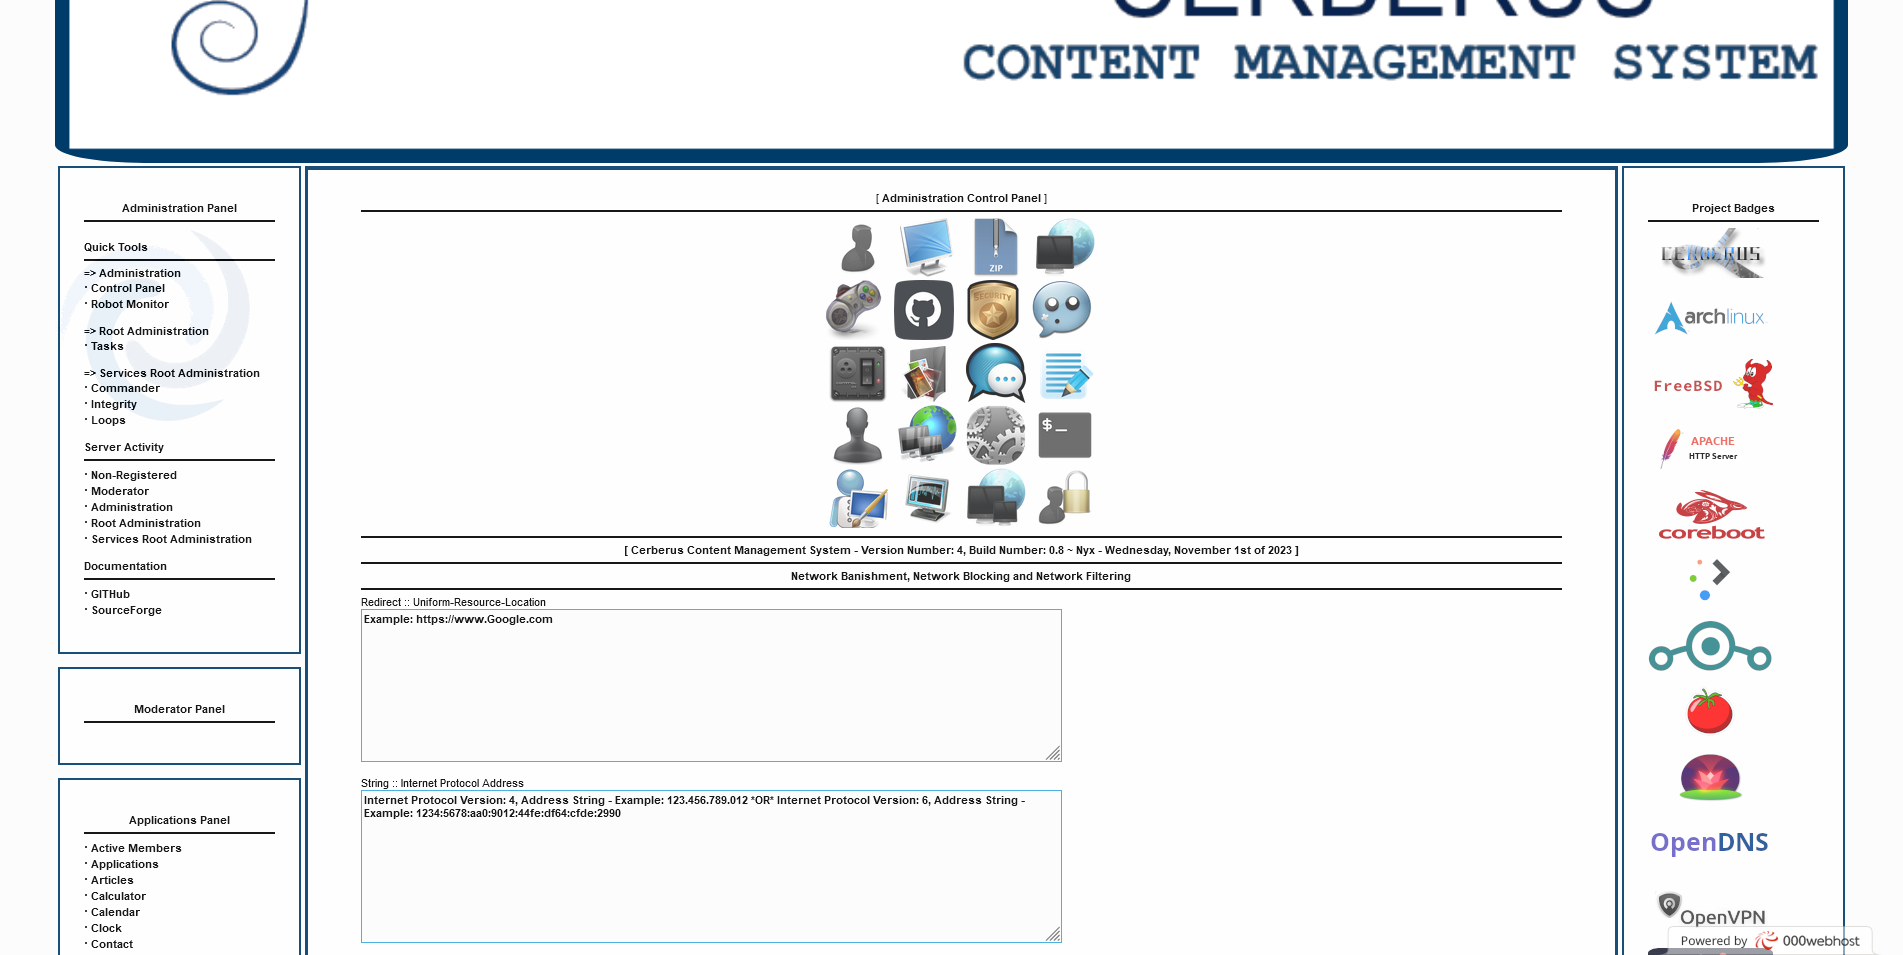 CERBERUS
CONTENT MANAGEMENT SYSTEM
Administration Panel
Quick Tools
=> Administration
· Control Panel
· Robot Monitor
=> Root Administration
· Tasks
=> Services Root Administration
· Commander
· Integrity
· Loops
Server Activity
· Non-Registered
· Moderator
· Administration
· Root Administration
· Services Root Administration
Documentation
· GITHub
· SourceForge
Moderator Panel
Applications Panel
· Active Members
· Applications
· Articles
· Calculator
· Calendar
· Clock
· Contact
[ Administration Control Panel ]
ZIP
SECURITY
$ _
[ Cerberus Content Management System - Version Number: 4, Build Number: 0.8 ~ Nyx - Wednesday, November 1st of 2023 ]
Network Banishment, Network Blocking and Network Filtering
Redirect :: Uniform-Resource-Location
Example: https://www.Google.com
String :: Internet Protocol Address
Internet Protocol Version: 4, Address String - Example: 123.456.789.012 *OR* Internet Protocol Version: 6, Address String -
Example: 1234:5678:aa0:9012:44fe:df64:cfde:2990
Project Badges
CERBERUS
archlinux
FreeBSD
APACHE
HTTP Server
coreboot
OpenDNS
OpenVPN
Powered by 000webhost